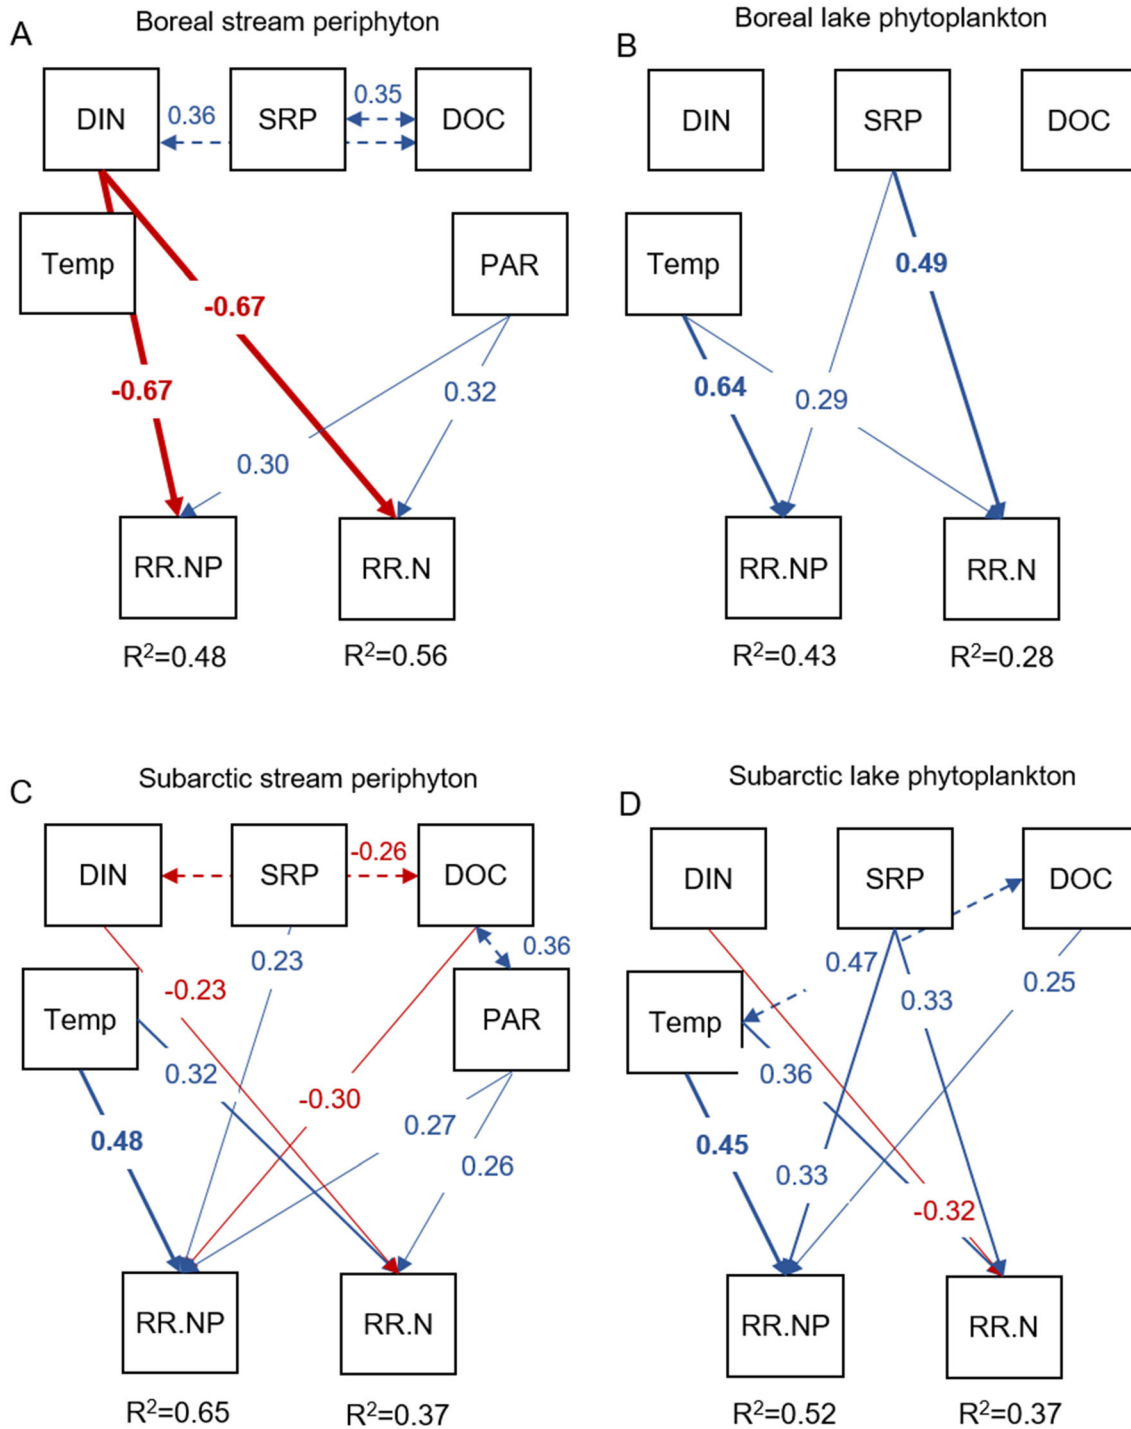 A
Boreal stream periphyton
DIN
0.36
SRP
0.35
DOC
Temp
PAR
-0.67
-0.67
0.32
0.30
RR.NP
RR.N
R²=0.48
R²=0.56
B
Boreal lake phytoplankton
DIN
SRP
DOC
Temp
0.49
0.64
0.29
RR.NP
RR.N
R²=0.43
R²=0.28
C
Subarctic stream periphyton
DIN
SRP
-0.26
DOC
0.36
0.23
-0.23
Temp
PAR
0.32
-0.30
0.27
0.48
0.26
RR.NP
RR.N
R²=0.65
R²=0.37
D
Subarctic lake phytoplankton
DIN
SRP
DOC
0.47
0.33
0.25
Temp
0.36
0.45
0.33
-0.32
RR.NP
RR.N
R²=0.52
R²=0.37